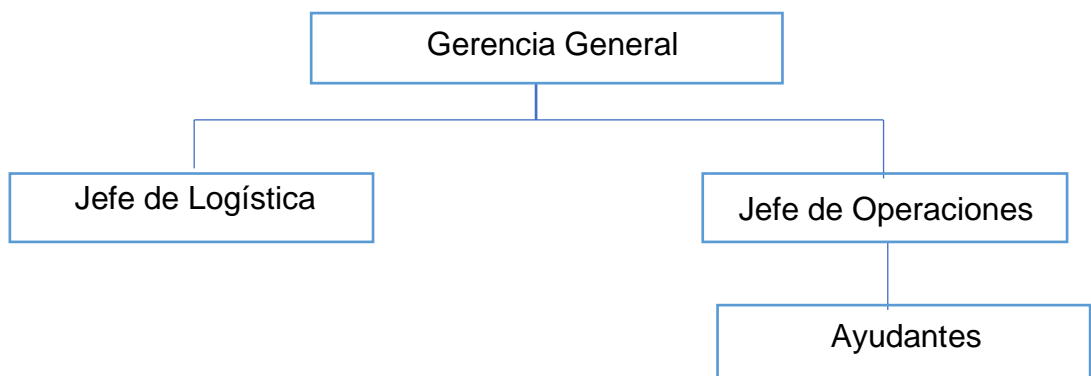 Gerencia General
Jefe de Logística
Jefe de Operaciones
Ayudantes